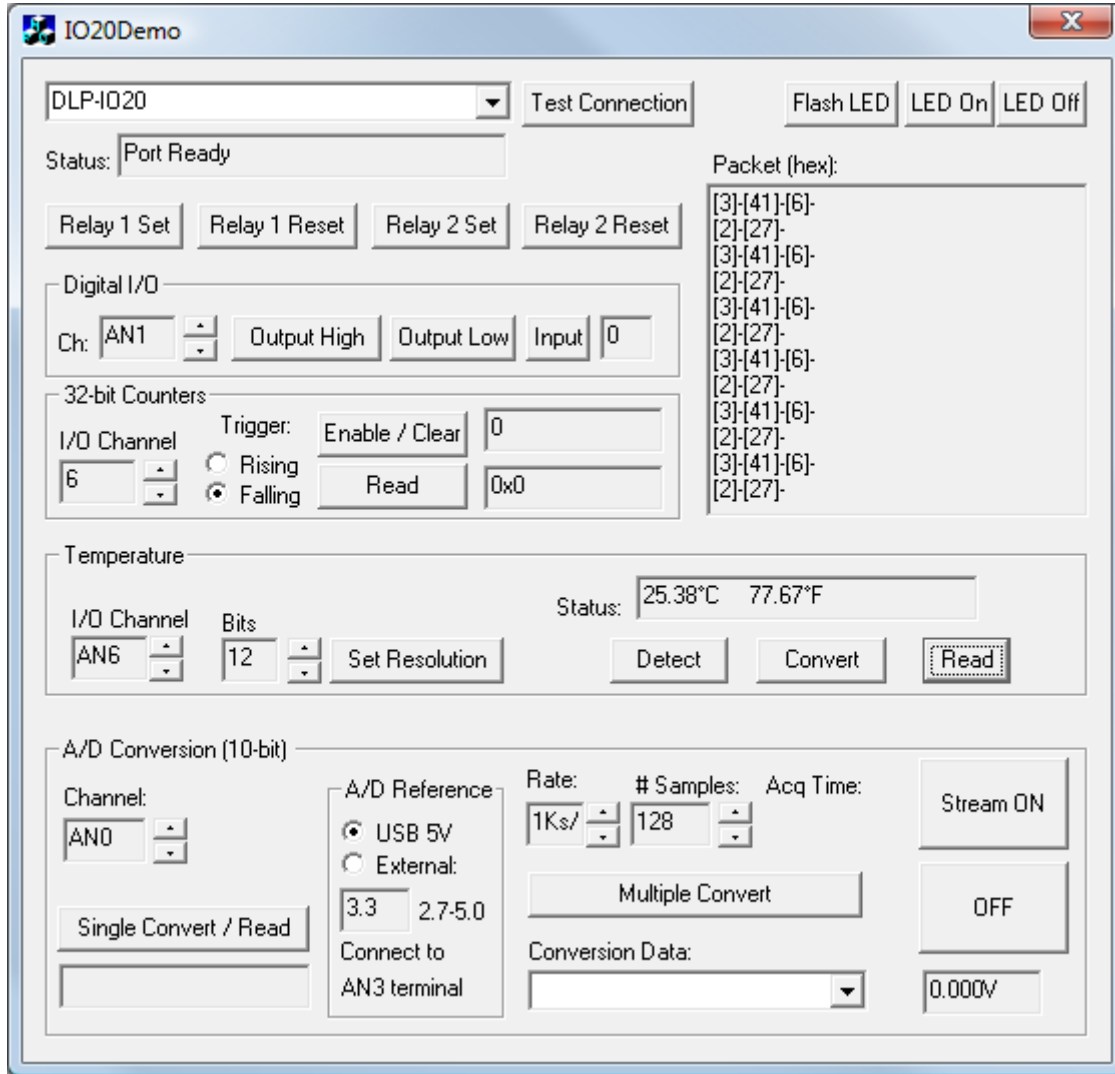 IO20Demo
DLP-IO20
Test Connection
Flash LED
LED On
LED Off
Status: Port Ready
Relay 1 Set
Relay 1 Reset
Relay 2 Set
Relay 2 Reset
Packet (hex):
[3]-[41]-[6]-
[2]-[27]-
[3]-[41]-[6]-
[2]-[27]-
[3]-[41]-[6]-
[2]-[27]-
[3]-[41]-[6]-
[2]-[27]-
[3]-[41]-[6]-
[2]-[27]-
[3]-[41]-[6]-
[2]-[27]-
Digital I/O
Ch: AN1
Output High
Output Low
Input
0
32-bit Counters
I/O Channel
6
Trigger:
Rising
Falling
Enable / Clear
0
Read
0x0
Temperature
I/O Channel
AN6
Bits
12
Set Resolution
Status: 25.38°C 77.67°F
Detect
Convert
Read
A/D Conversion (10-bit)
Channel:
AN0
Single Convert / Read
A/D Reference
USB 5V
External:
3.3 2.7-5.0
Connect to
AN3 terminal
Rate:
1Ks/
# Samples:
128
Acq Time:
Multiple Convert
Conversion Data:
Stream ON
OFF
0.000V